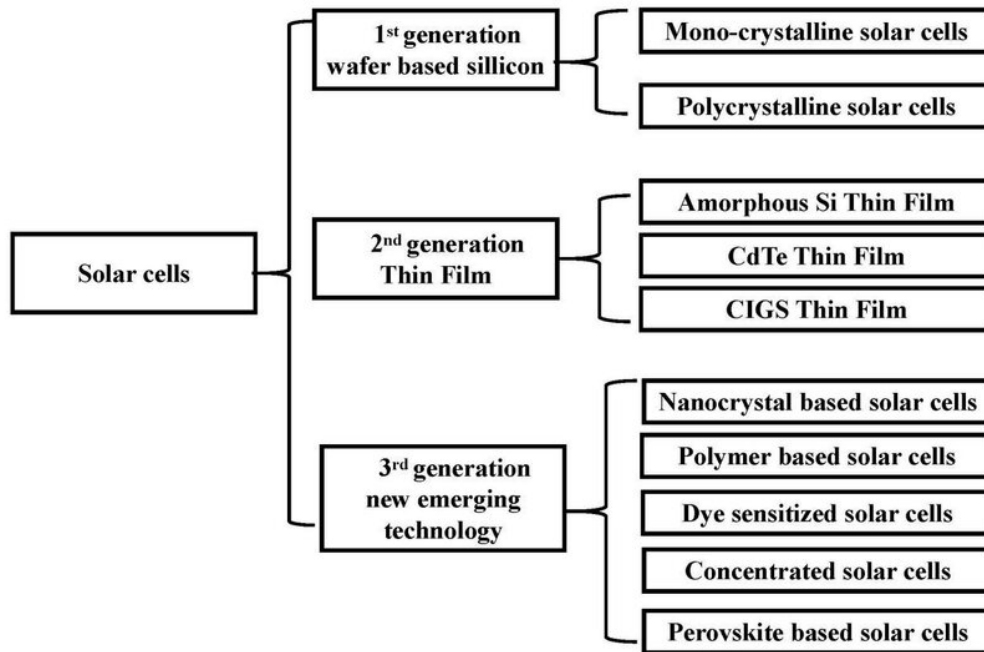 Solar cells
1st generation
wafer based sillicon
Mono-crystalline solar cells
Polycrystalline solar cells
2nd generation
Thin Film
Amorphous Si Thin Film
CdTe Thin Film
CIGS Thin Film
3rd generation
new emerging
technology
Nanocrystal based solar cells
Polymer based solar cells
Dye sensitized solar cells
Concentrated solar cells
Perovskite based solar cells